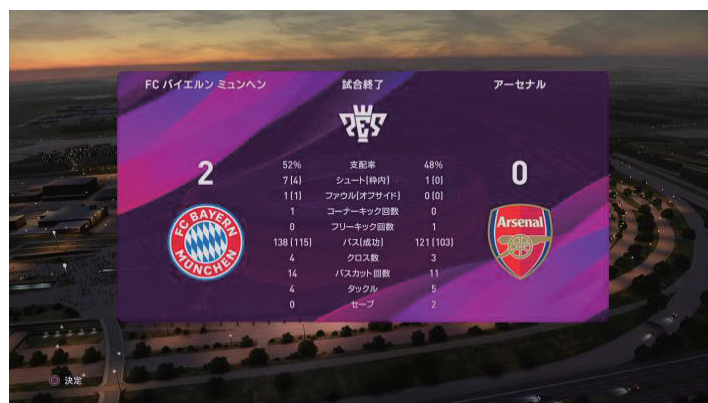 FC バイエルン ミュンヘン 試合終了 アーセナル
PES
2 0
52% 支配率 48%
7 (4) シュート(枠内) 1 (0)
1 (1) ファウル(オフサイド) 0 (0)
1 コーナーキック回数 0
0 フリーキック回数 1
138 (115) パス(成功) 121 (103)
4 クロス数 3
14 パスカット回数 11
4 タックル 5
0 セーブ 2
FC BAYERN
MÜNCHEN
Arsenal
決定